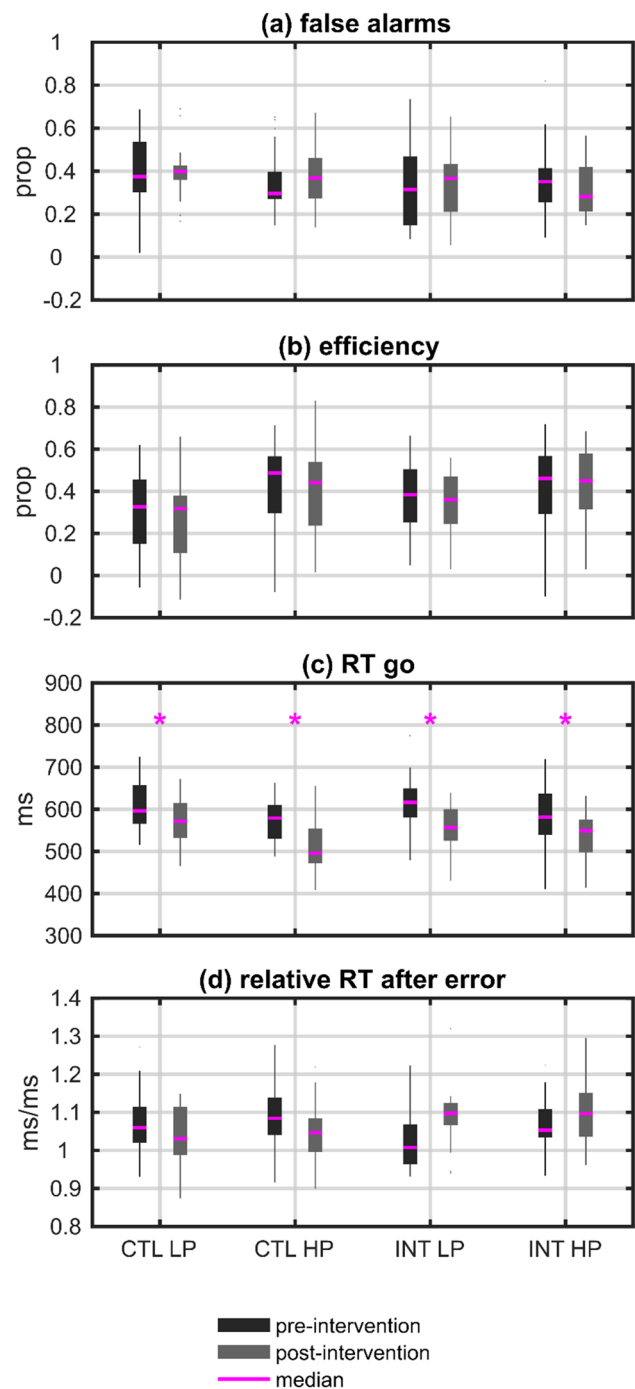 (a) false alarms
1
0.8
0.6
0.4
0.2
0
-0.2
prop
(b) efficiency
1
0.8
0.6
0.4
0.2
0
-0.2
prop
(c) RT go
900
800
700
600
500
400
300
ms
* * * *
(d) relative RT after error
1.4
1.3
1.2
1.1
1
0.9
0.8
ms/ms
CTL LP CTL HP INT LP INT HP
pre-intervention
post-intervention
median